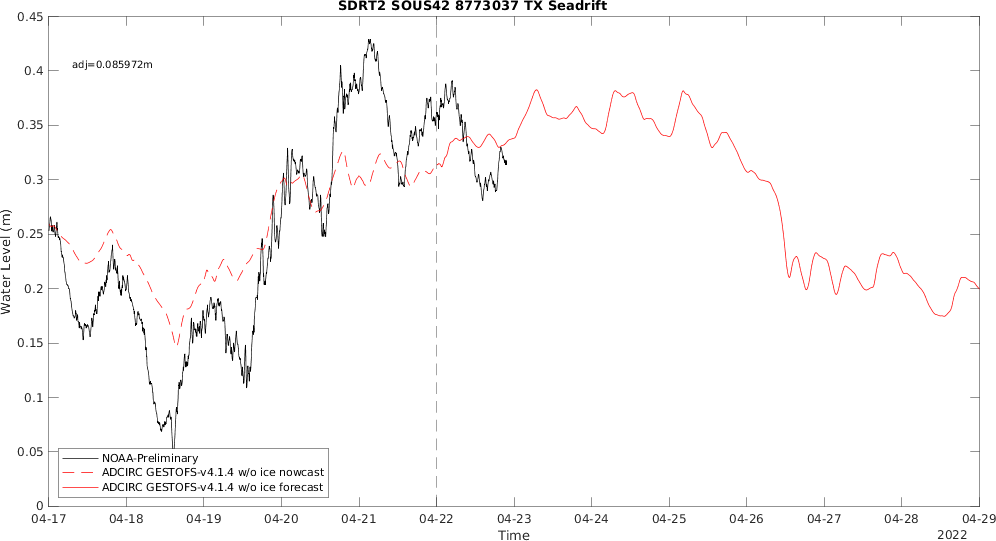 SDRT2 SOUS42 8773037 TX Seadrift
0.45
0.4
0.35
0.3
0.25
0.2
0.15
0.1
0.05
0
Water Level (m)
adj=0.085972m
NOAA-Preliminary
ADCIRC GESTOFS-v4.1.4 w/o ice nowcast
ADCIRC GESTOFS-v4.1.4 w/o ice forecast
04-17 04-18 04-19 04-20 04-21 04-22 04-23 04-24 04-25 04-26 04-27 04-28 04-29
Time
2022